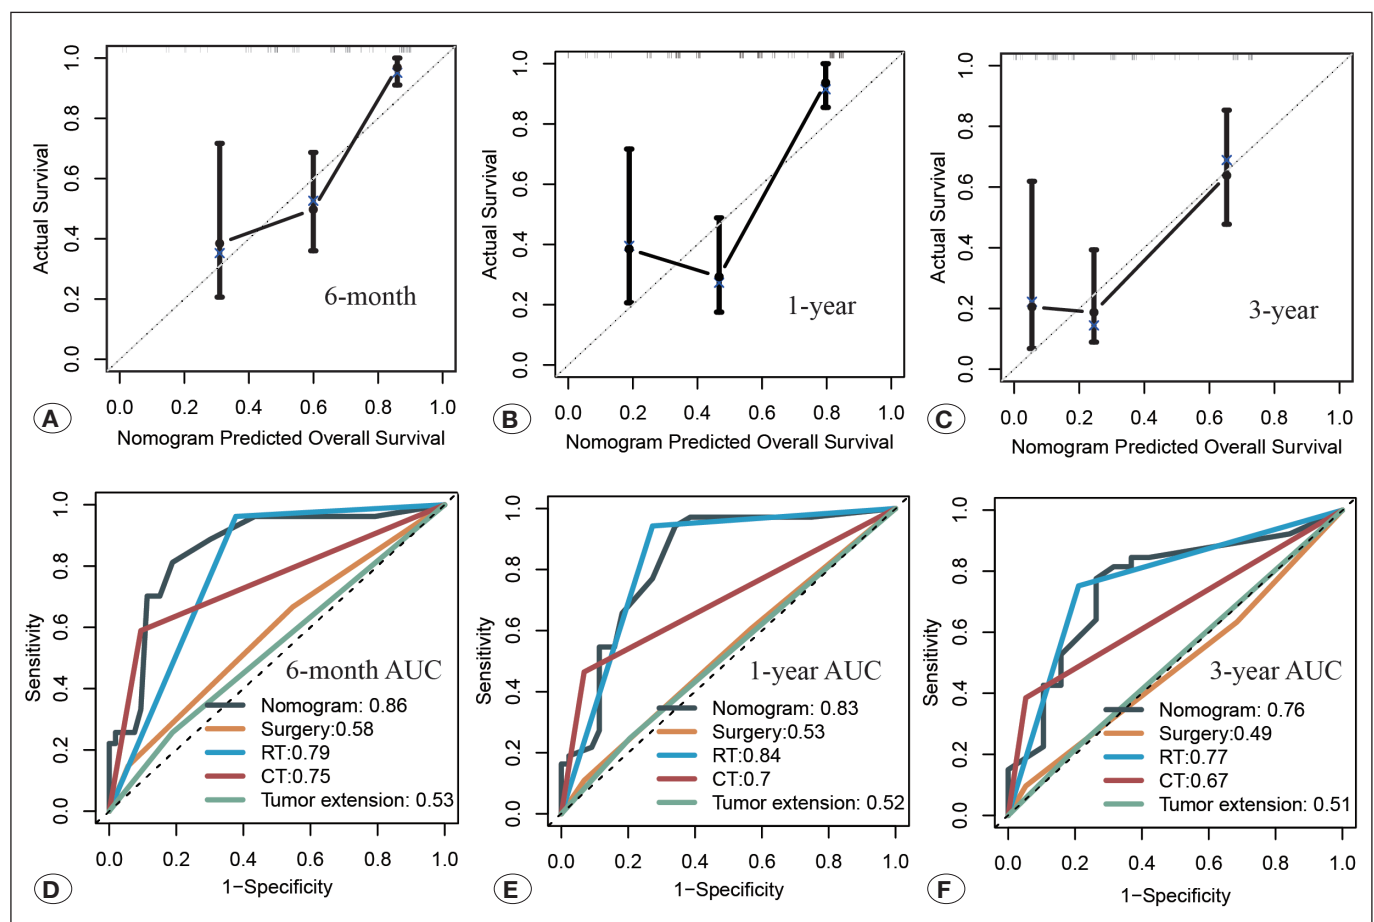 1.0
0.8
0.6
0.4
0.2
0.0
Actual Survival
6-month
0.0 0.2 0.4 0.6 0.8 1.0
Nomogram Predicted Overall Survival
A
1.0
0.8
0.6
0.4
0.2
0.0
Actual Survival
1-year
0.0 0.2 0.4 0.6 0.8 1.0
Nomogram Predicted Overall Survival
B
1.0
0.8
0.6
0.4
0.2
0.0
Actual Survival
3-year
0.0 0.2 0.4 0.6 0.8 1.0
Nomogram Predicted Overall Survival
C
1.0
0.8
0.6
0.4
0.2
0.0
Sensitivity
6-month AUC
Nomogram: 0.86
Surgery:0.58
RT:0.79
CT:0.75
Tumor extension: 0.53
0.0 0.2 0.4 0.6 0.8 1.0
1−Specificity
D
1.0
0.8
0.6
0.4
0.2
0.0
Sensitivity
1-year AUC
Nomogram: 0.83
Surgery:0.53
RT:0.84
CT:0.7
Tumor extension: 0.52
0.0 0.2 0.4 0.6 0.8 1.0
1−Specificity
E
1.0
0.8
0.6
0.4
0.2
0.0
Sensitivity
3-year AUC
Nomogram: 0.76
Surgery:0.49
RT:0.77
CT:0.67
Tumor extension: 0.51
0.0 0.2 0.4 0.6 0.8 1.0
1−Specificity
F